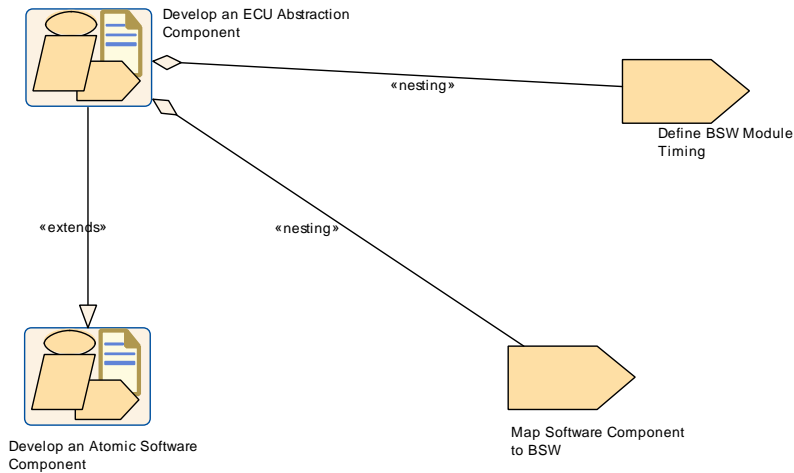 Develop an ECU Abstraction
Component
«nesting»
Define BSW Module
Timing
«extends»
«nesting»
Map Software Component
to BSW
Develop an Atomic Software
Component